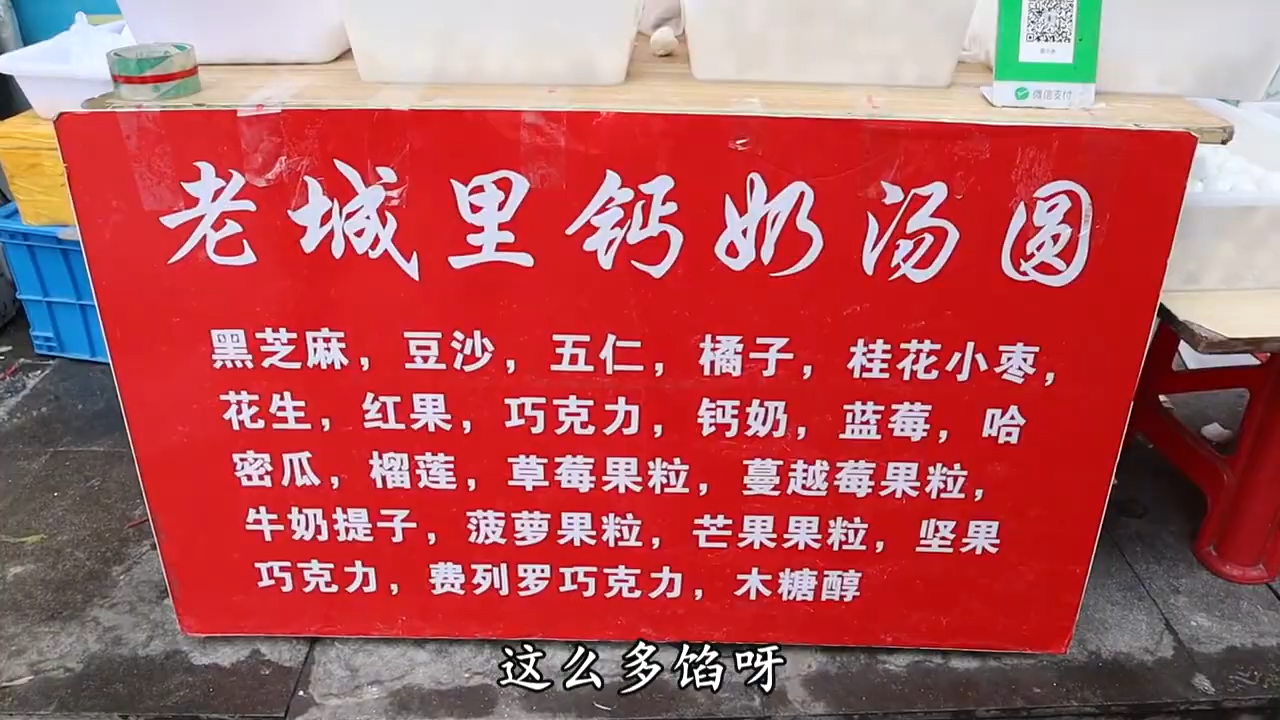 微信支付
老城里钙奶汤圆
黑芝麻，豆沙，五仁，橘子，桂花小枣，
花生，红果，巧克力，钙奶，蓝莓，哈
密瓜，榴莲，草莓果粒，蔓越莓果粒，
牛奶提子，菠萝果粒，芒果果粒，坚果
巧克力，费列罗巧克力，木糖醇
这么多馅呀